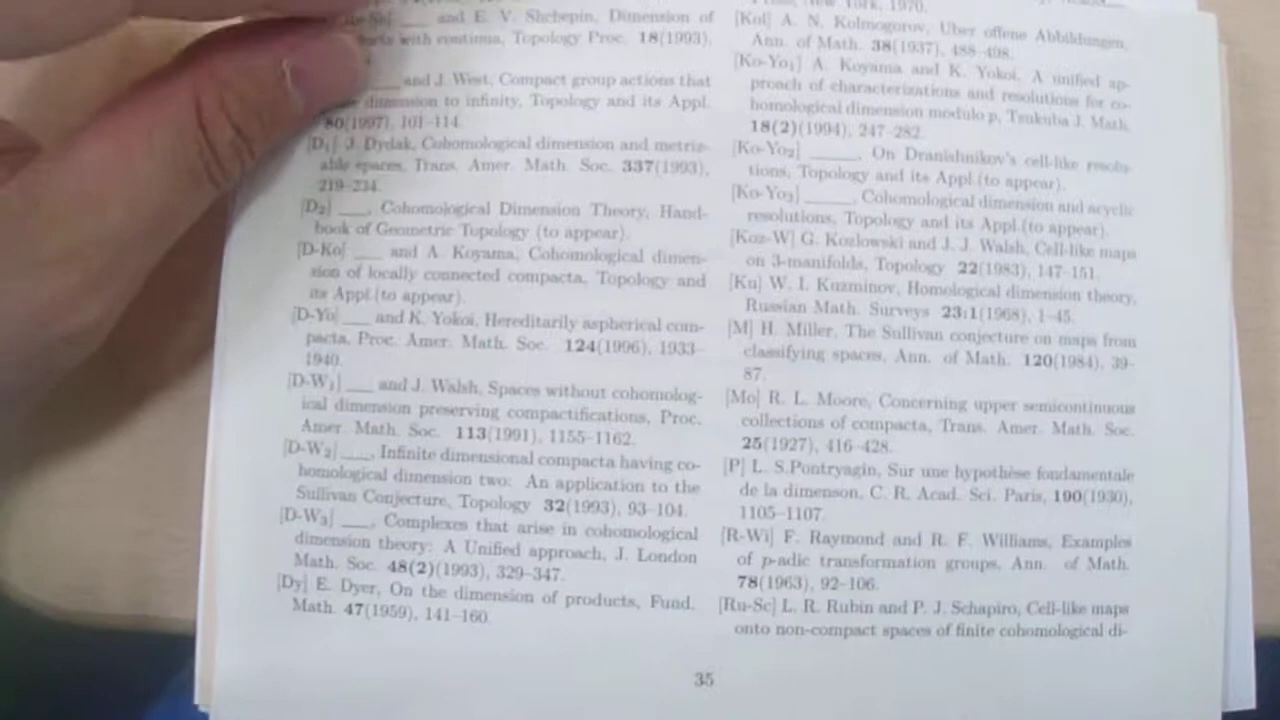 and E. V. Shchepin, Dimension of
with continua, Topology Proc. 18(1993),
and J. West, Compact group actions that
dimension to infinity, Topology and its Appl.
80(1997), 101–114.
[D₁] J. Dydak, Cohomological dimension and metriz-
able spaces, Trans. Amer. Math. Soc. 337(1993),
219–234.
[D₂] ___, Cohomological Dimension Theory, Hand-
book of Geometric Topology (to appear).
[D-Ko] ___ and A. Koyama, Cohomological dimen-
sion of locally connected compacta, Topology and
its Appl.(to appear).
[D-Yo] ___ and K. Yokoi, Hereditarily aspherical com-
pacta, Proc. Amer. Math. Soc. 124(1996), 1933–
1940.
[D-W₁] ___ and J. Walsh, Spaces without cohomolog-
ical dimension preserving compactifications, Proc.
Amer. Math. Soc. 113(1991), 1155–1162.
[D-W₂] ___, Infinite dimensional compacta having co-
homological dimension two: An application to the
Sullivan Conjecture, Topology 32(1993), 93–104.
[D-W₃] ___, Complexes that arise in cohomological
dimension theory: A Unified approach, J. London
Math. Soc. 48(2)(1993), 329–347.
[Dy] E. Dyer, On the dimension of products, Fund.
Math. 47(1959), 141–160.
York, 1970.
[Kol] A. N. Kolmogorov, Uber offene Abbildungen,
Ann. of Math. 38(1937), 488–498.
[Ko-Yo₁] A. Koyama and K. Yokoi, A unified ap-
proach of characterizations and resolutions for co-
homological dimension modulo p, Tsukuba J. Math.
18(2)(1994), 247–282.
[Ko-Yo₂] _____, On Dranishnikov's cell-like resolu-
tions, Topology and its Appl.(to appear).
[Ko-Yo₃] _____, Cohomological dimension and acyclic
resolutions, Topology and its Appl.(to appear).
[Koz-W] G. Kozlowski and J. J. Walsh, Cell-like maps
on 3-manifolds, Topology 22(1983), 147–151.
[Ku] W. I. Kuzminov, Homological dimension theory,
Russian Math. Surveys 23:1(1968), 1–45.
[M] H. Miller, The Sullivan conjecture on maps from
classifying spaces, Ann. of Math. 120(1984), 39–
87.
[Mo] R. L. Moore, Concerning upper semicontinuous
collections of compacta, Trans. Amer. Math. Soc.
25(1927), 416–428.
[P] L. S.Pontryagin, Sur une hypothèse fondamentale
de la dimenson, C. R. Acad. Sci. Paris, 190(1930),
1105–1107.
[R-Wi] F. Raymond and R. F. Williams, Examples
of p-adic transformation groups, Ann. of Math.
78(1963), 92–106.
[Ru-Sc] L. R. Rubin and P. J. Schapiro, Cell-like maps
onto non-compact spaces of finite cohomological di-
35